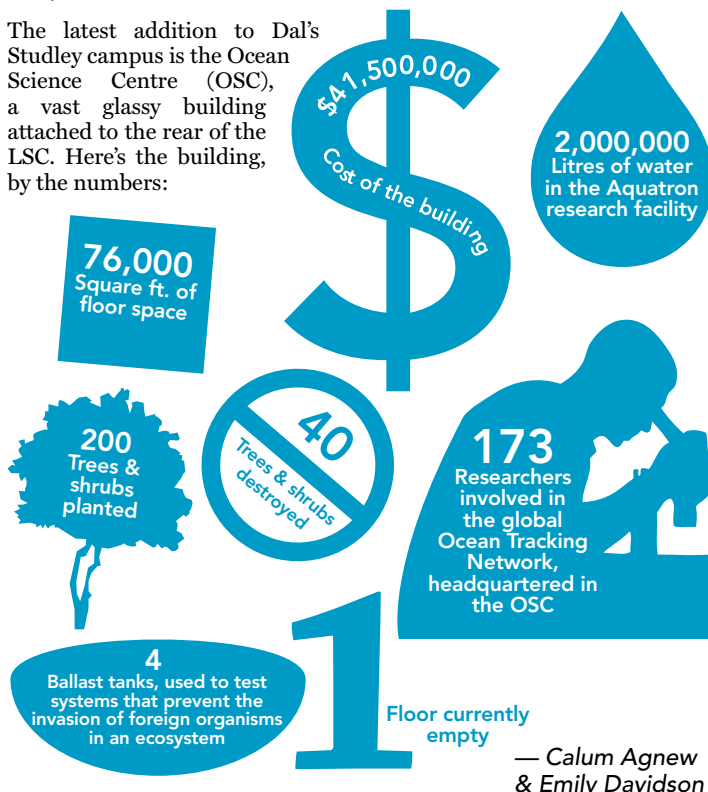 The latest addition to Dal's
Studley campus is the Ocean
Science Centre (OSC),
a vast glassy building
attached to the rear of the
LSC. Here's the building,
by the numbers:
$41,500,000
Cost of the building
2,000,000
Litres of water
in the Aquatron
research facility
76,000
Square ft. of
floor space
200
Trees &
shrubs
planted
40
Trees & shrubs
destroyed
173
Researchers
involved in
the global
Ocean Tracking
Network,
headquartered in
the OSC
4
Ballast tanks, used to test
systems that prevent the
invasion of foreign organisms
in an ecosystem
1
Floor currently
empty
— Calum Agnew
& Emily Davidson